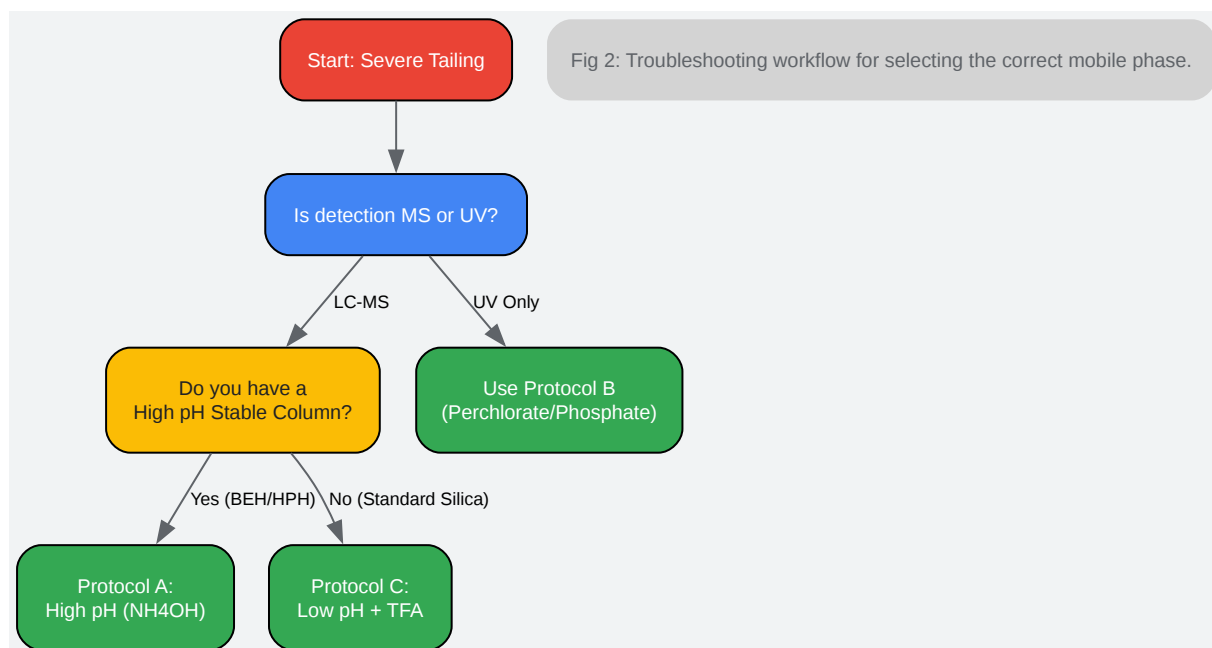 Start: Severe Tailing
Fig 2: Troubleshooting workflow for selecting the correct mobile phase.
Is detection MS or UV?
LC-MS
UV Only
Do you have a
High pH Stable Column?
Use Protocol B
(Perchlorate/Phosphate)
Yes (BEH/HPH)
No (Standard Silica)
Protocol A:
High pH (NH4OH)
Protocol C:
Low pH + TFA